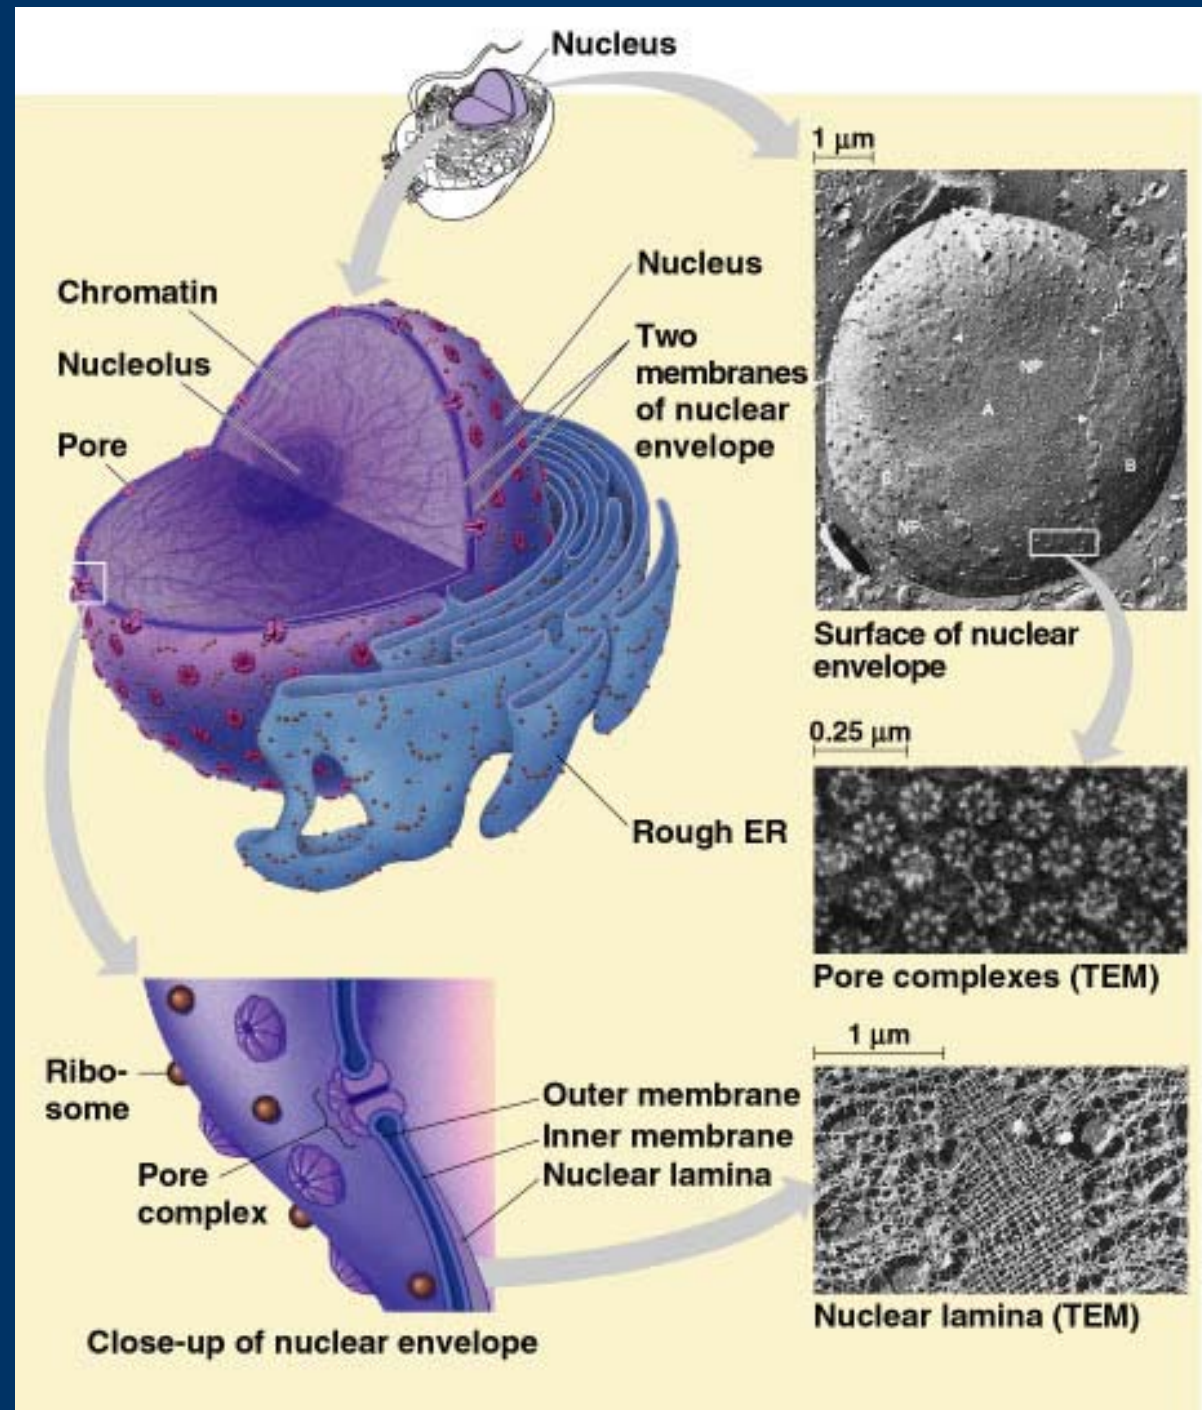 Nucleus
1 µm
Chromatin
Nucleolus
Pore
Nucleus
Two
membranes
of nuclear
envelope
NP
A
B
B
NP
Surface of nuclear
envelope
0.25 µm
Rough ER
Pore complexes (TEM)
1 µm
Ribo-
some
Pore
complex
Outer membrane
Inner membrane
Nuclear lamina
Close-up of nuclear envelope
Nuclear lamina (TEM)